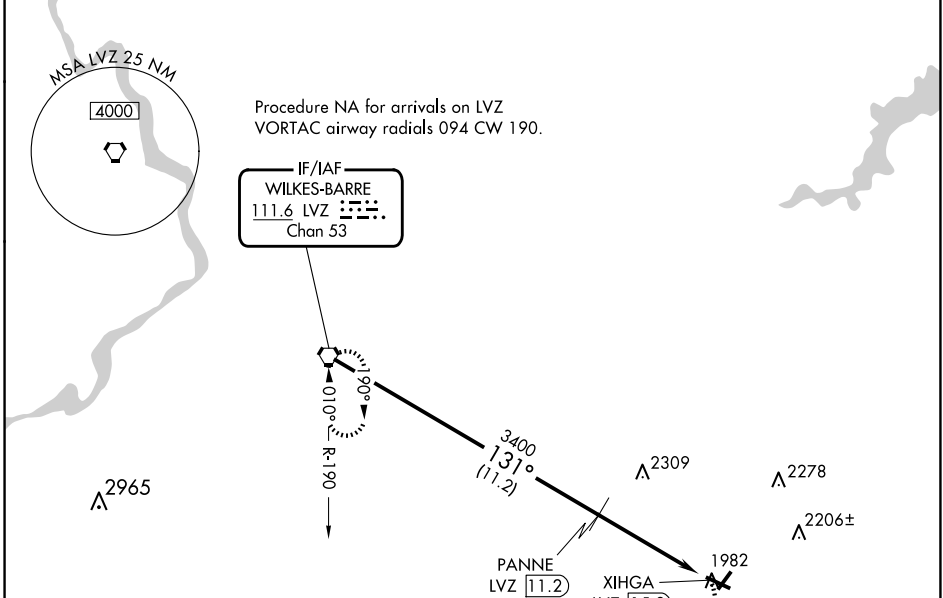 MSA LVZ 25 NM
4000
Procedure NA for arrivals on LVZ
VORTAC airway radials 094 CW 190.
IF/IAF
WILKES-BARRE
111.6 LVZ
Chan 53
190°
010°
R-190
3400
131°
(11.2)
2965
2309
2278
2206±
1982
PANNE
LVZ 11.2
XIHGA